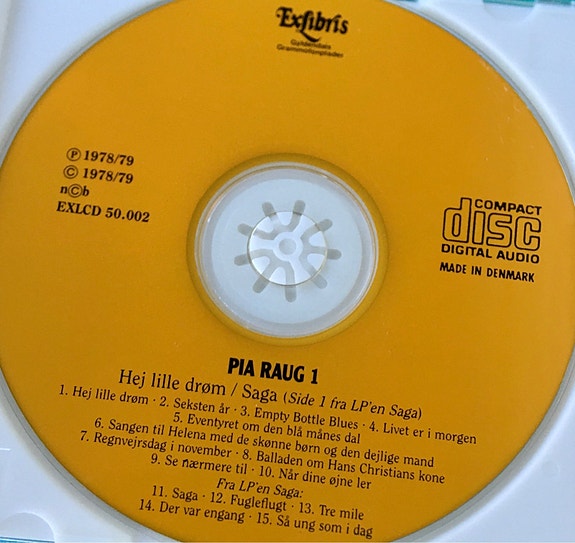 ExLibris
Gyldendals
Grammofonplader
Ⓟ 1978/79
© 1978/79
n©b
EXLCD 50.002
COMPACT
disc
DIGITAL AUDIO
MADE IN DENMARK
PIA RAUG 1
Hej lille drøm / Saga (Side 1 fra LP'en Saga)
1. Hej lille drøm · 2. Seksten år · 3. Empty Bottle Blues · 4. Livet er i morgen
5. Eventyret om den blå månes dal
6. Sangen til Helena med de skønne børn og den dejlige mand
7. Regnvejrsdag i november · 8. Balladen om Hans Christians kone
9. Se nærmere til · 10. Når dine øjne ler
Fra LP'en Saga:
11. Saga · 12. Fugleflugt · 13. Tre mile
14. Der var engang · 15. Så ung som i dag